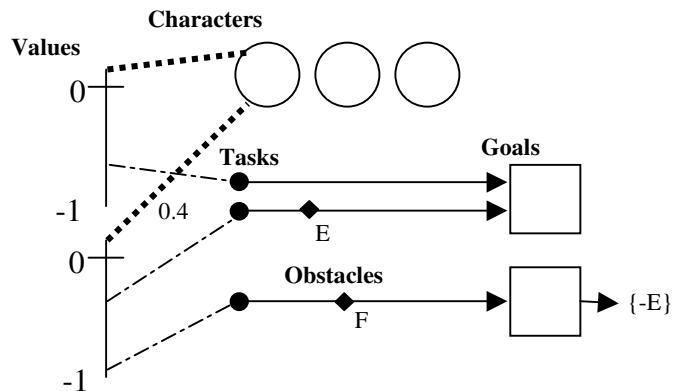 Characters
Values
0
Tasks
Goals
-1
0.4
E
0
Obstacles
F
{-E}
-1